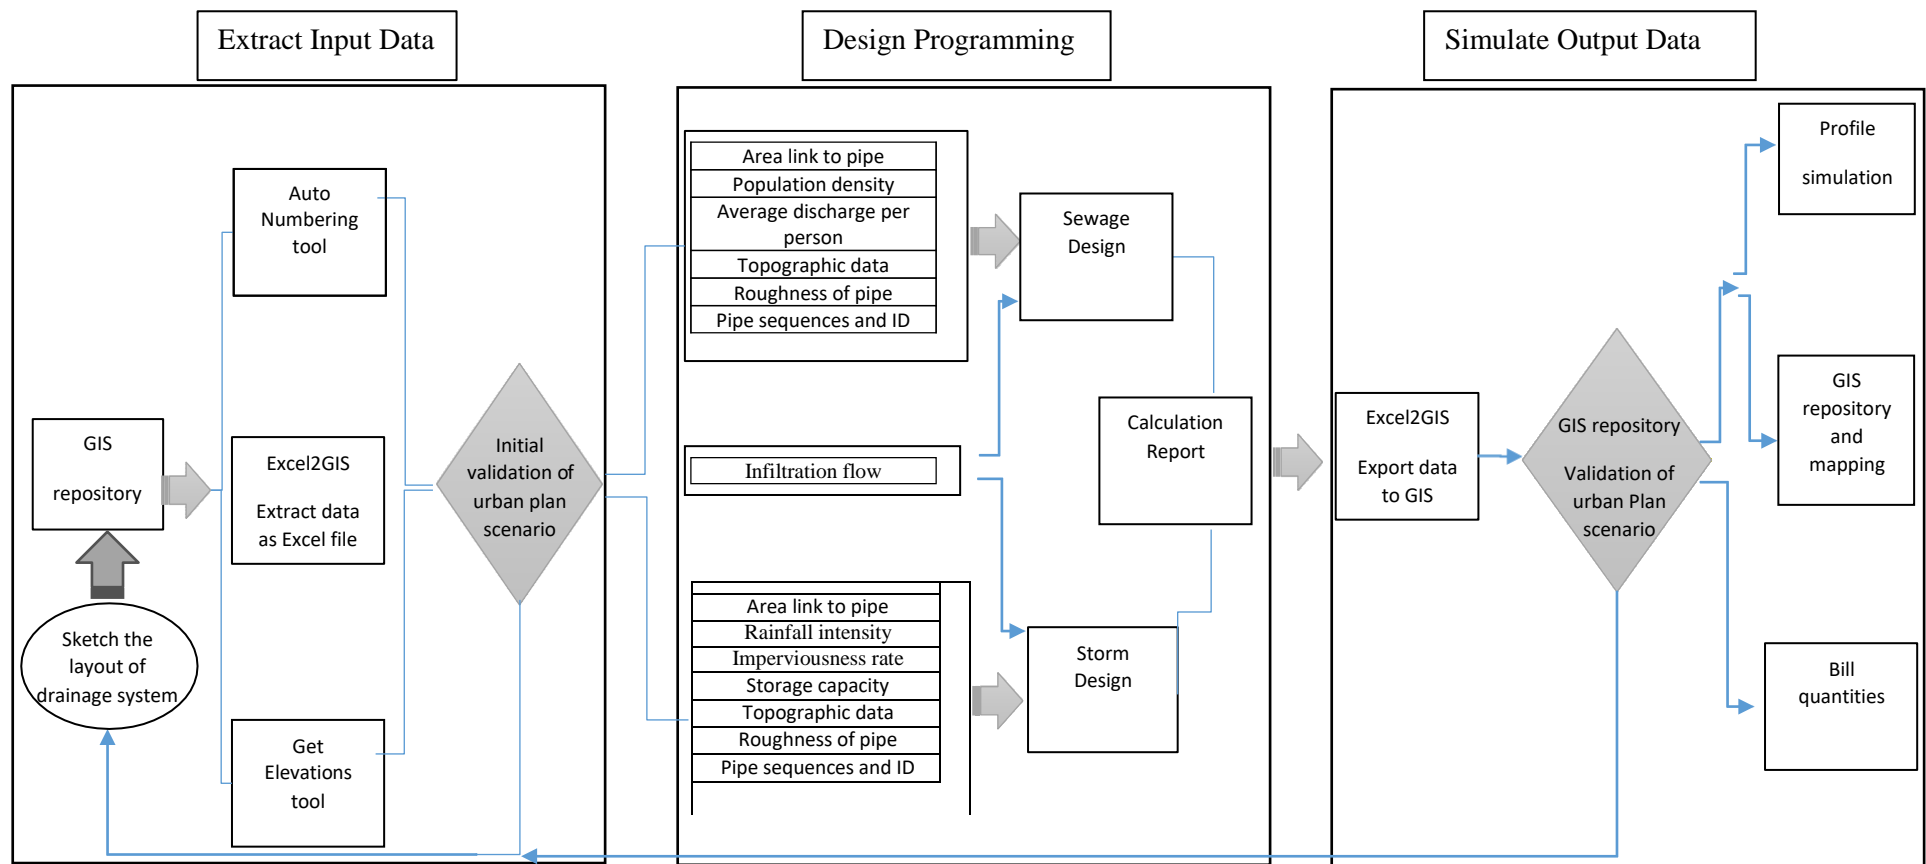 Extract Input Data
Design Programming
Simulate Output Data
Auto
Numbering
tool
GIS
repository
Excel2GIS
Extract data
as Excel file
Sketch the
layout of
drainage system
Get
Elevations
tool
Initial
validation of
urban plan
scenario
Area link to pipe
Population density
Average discharge per
person
Topographic data
Roughness of pipe
Pipe sequences and ID
Infiltration flow
Area link to pipe
Rainfall intensity
Imperviousness rate
Storage capacity
Topographic data
Roughness of pipe
Pipe sequences and ID
Sewage
Design
Calculation
Report
Storm
Design
Excel2GIS
Export data
to GIS
GIS repository
Validation of
urban Plan
scenario
Profile
simulation
GIS
repository
and
mapping
Bill
quantities